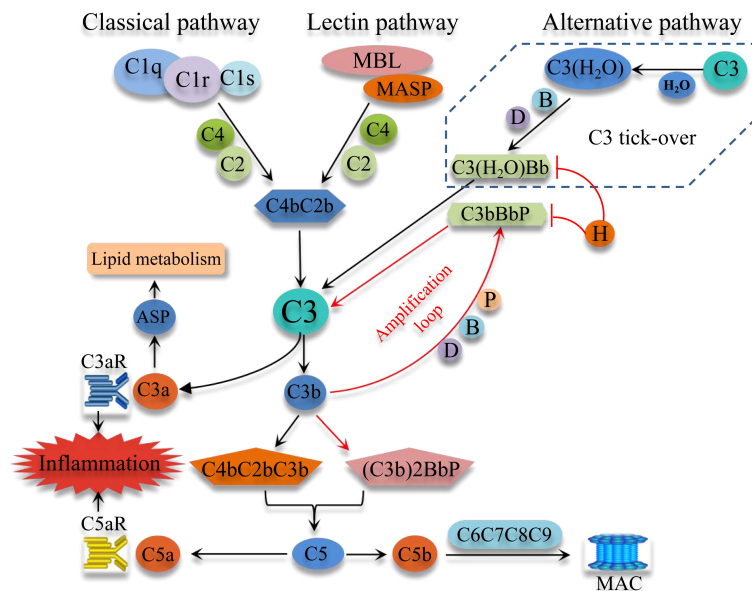 Classical pathway
Lectin pathway
Alternative pathway
C1q
C1r
C1s
MBL
MASP
C3(H₂O)
H₂O
C3
C4
C2
C4
C2
D
B
C3 tick-over
C3(H₂O)Bb
C4bC2b
C3bBbP
H
Lipid metabolism
ASP
C3
Amplification
loop
P
B
D
C3aR
C3a
C3b
Inflammation
C4bC2bC3b
(C3b)2BbP
C5aR
C5a
C5
C5b
C6C7C8C9
MAC